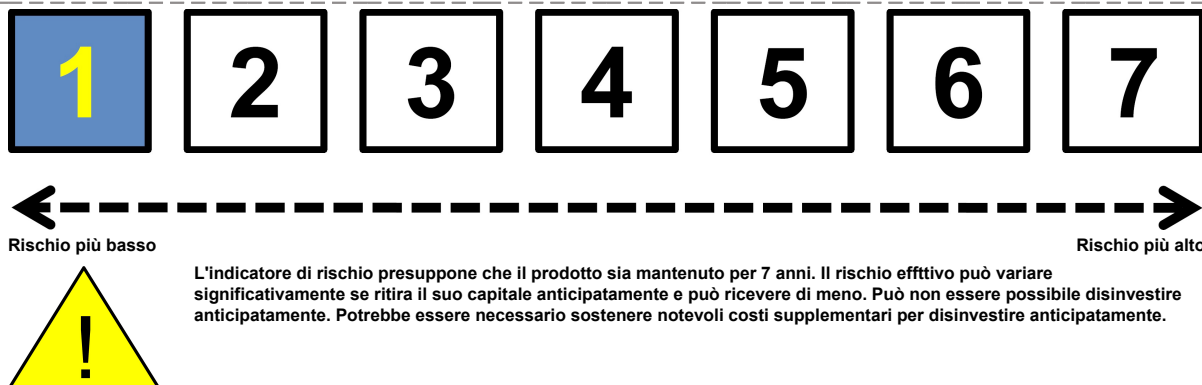 1 2 3 4 5 6 7
Rischio più basso Rischio più alto
L'indicatore di rischio presuppone che il prodotto sia mantenuto per 7 anni. Il rischio effttivo può variare
significativamente se ritira il suo capitale anticipatamente e può ricevere di meno. Può non essere possibile disinvestire
anticipatamente. Potrebbe essere necessario sostenere notevoli costi supplementari per disinvestire anticipatamente.
!